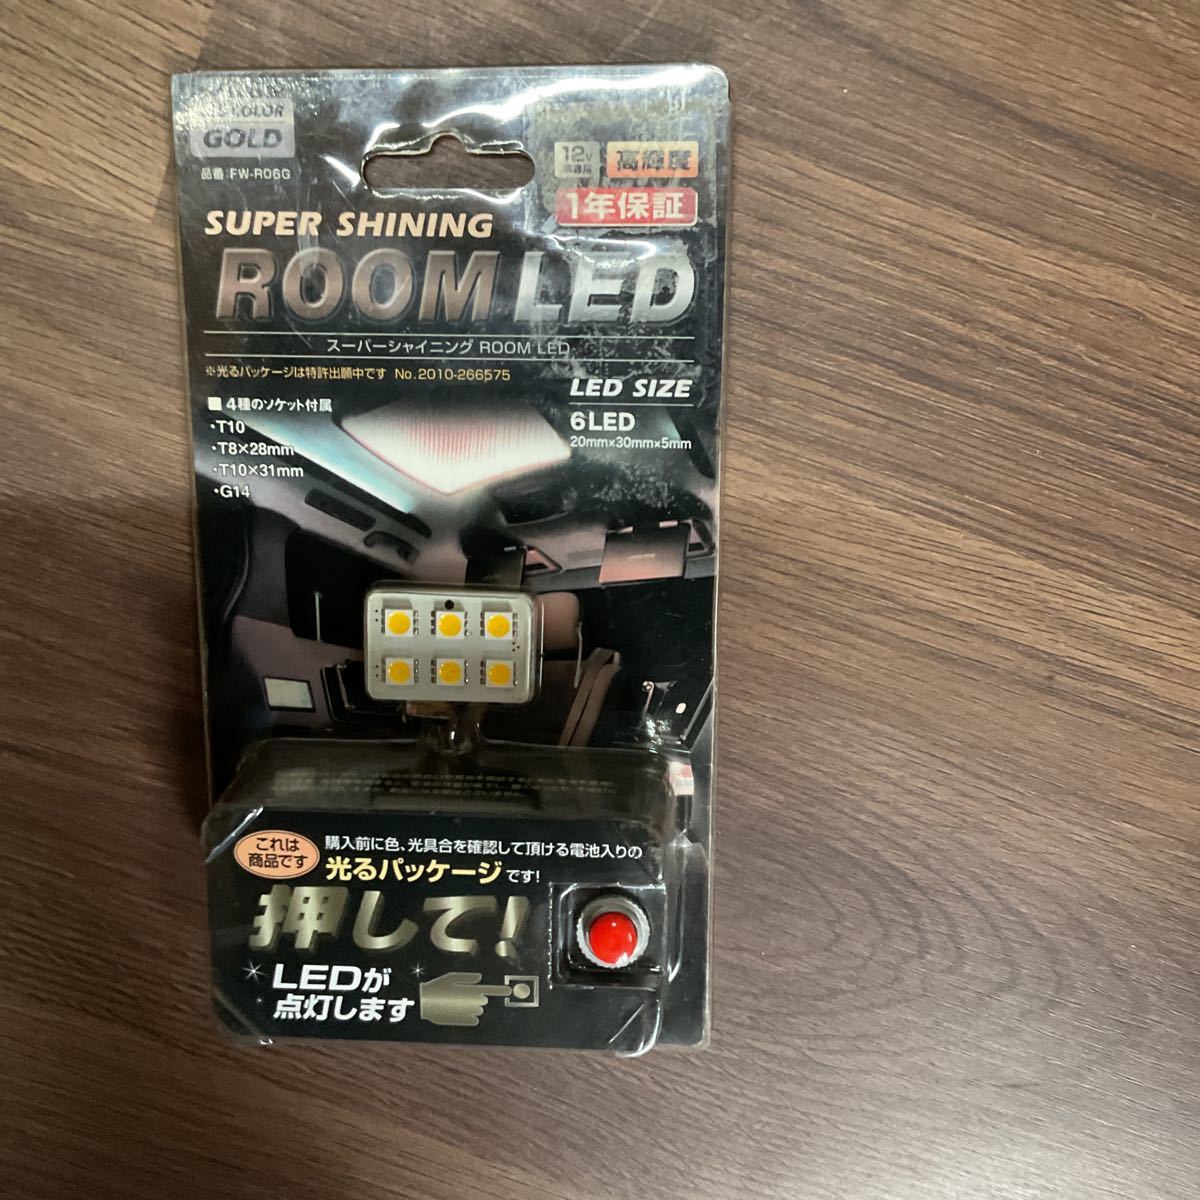 COLOR
GOLD
品番:FW-R06G
12V
高輝度
1年保証
SUPER SHINING
ROOM LED
スーパーシャイニング ROOM LED
※光るパッケージは特許出願中です No.2010-266575
LED SIZE
6LED
20mm×30mm×5mm
■ 4種のソケット付属
・T10
・T8×28mm
・T10×31mm
・G14
これは
商品です
購入前に色、光具合を確認して頂ける電池入りの
光るパッケージです!
押して!
LEDが
点灯します